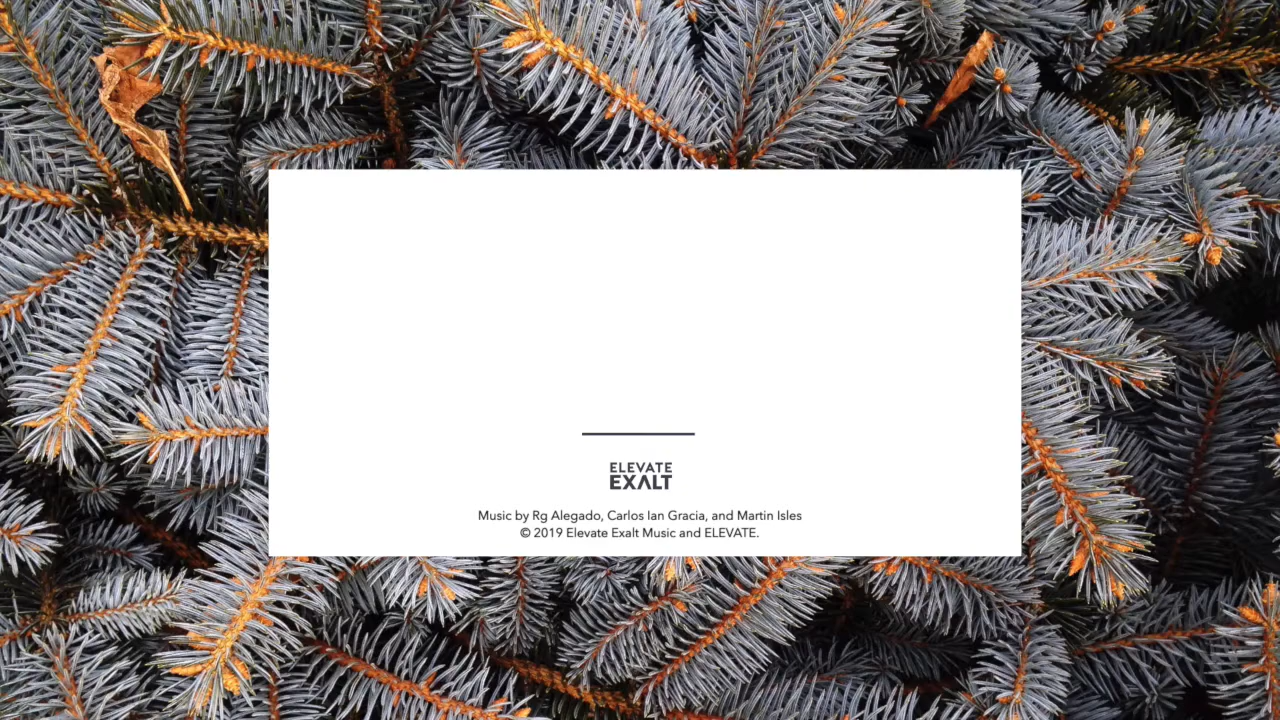 ELEVATE
EXALT
Music by Rg Alegado, Carlos Ian Gracia, and Martin Isles
© 2019 Elevate Exalt Music and ELEVATE.